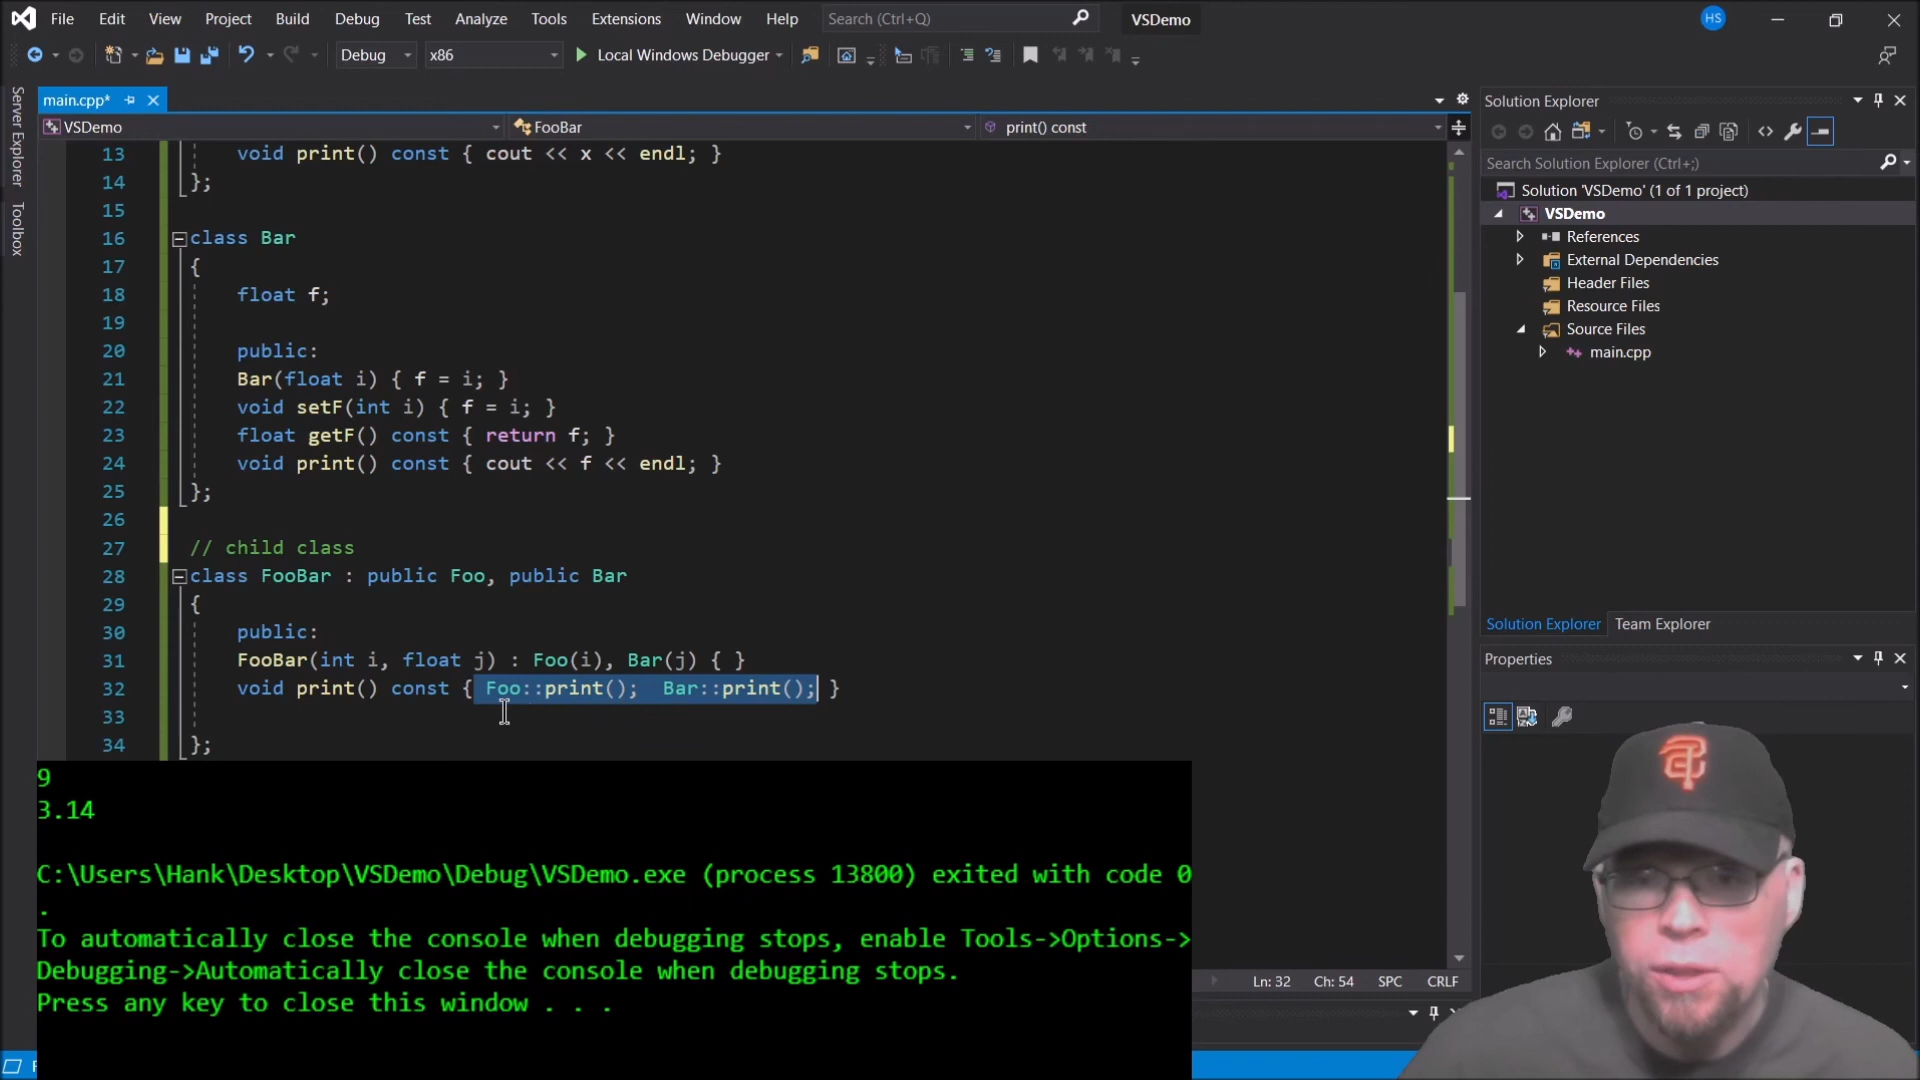 File Edit View Project Build Debug Test Analyze Tools Extensions Window Help Search (Ctrl+Q) VSDemo HS
Debug x86 Local Windows Debugger
Server Explorer
Toolbox
main.cpp*
VSDemo FooBar print() const
13 void print() const { cout << x << endl; }
14 };
15
16 class Bar
17 {
18 float f;
19
20 public:
21 Bar(float i) { f = i; }
22 void setF(int i) { f = i; }
23 float getF() const { return f; }
24 void print() const { cout << f << endl; }
25 };
26
27 // child class
28 class FooBar : public Foo, public Bar
29 {
30 public:
31 FooBar(int i, float j) : Foo(i), Bar(j) { }
32 void print() const { Foo::print(); Bar::print(); }
33
34 };
9
3.14
C:\Users\Hank\Desktop\VSDemo\Debug\VSDemo.exe (process 13800) exited with code 0
.
To automatically close the console when debugging stops, enable Tools->Options->
Debugging->Automatically close the console when debugging stops.
Press any key to close this window . . .
Ln: 32 Ch: 54 SPC CRLF
Solution Explorer
Search Solution Explorer (Ctrl+;)
Solution 'VSDemo' (1 of 1 project)
VSDemo
References
External Dependencies
Header Files
Resource Files
Source Files
main.cpp
Solution Explorer Team Explorer
Properties